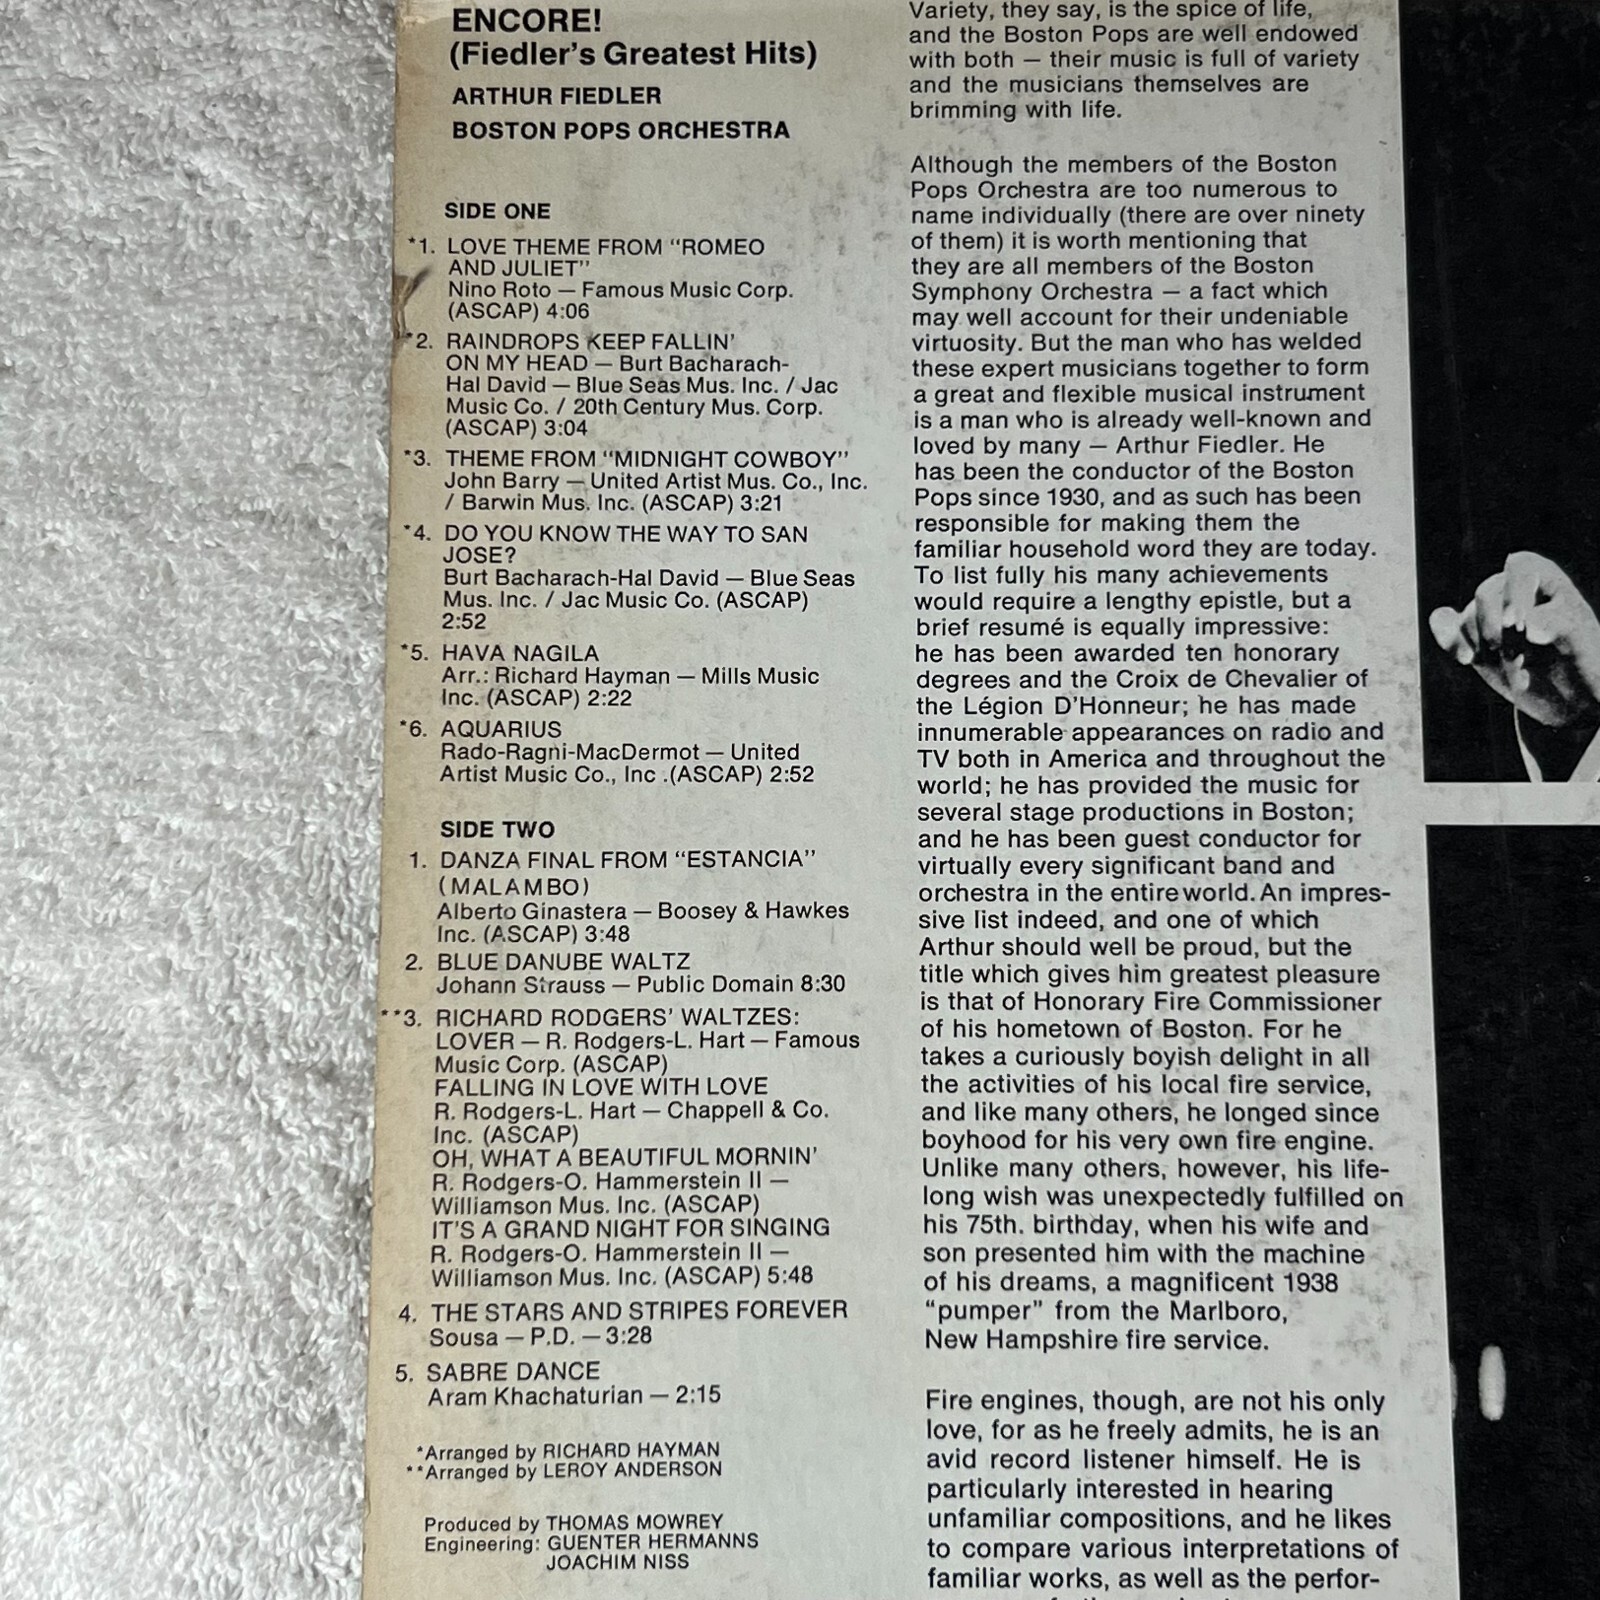 ENCORE!
(Fiedler's Greatest Hits)
ARTHUR FIEDLER
BOSTON POPS ORCHESTRA
SIDE ONE
*1. LOVE THEME FROM "ROMEO
AND JULIET"
Nino Roto — Famous Music Corp.
(ASCAP) 4:06
*2. RAINDROPS KEEP FALLIN'
ON MY HEAD — Burt Bacharach-
Hal David — Blue Seas Mus. Inc. / Jac
Music Co. / 20th Century Mus. Corp.
(ASCAP) 3:04
*3. THEME FROM "MIDNIGHT COWBOY"
John Barry — United Artist Mus. Co., Inc.
/ Barwin Mus. Inc. (ASCAP) 3:21
*4. DO YOU KNOW THE WAY TO SAN
JOSE?
Burt Bacharach-Hal David — Blue Seas
Mus. Inc. / Jac Music Co. (ASCAP)
2:52
*5. HAVA NAGILA
Arr.: Richard Hayman — Mills Music
Inc. (ASCAP) 2:22
*6. AQUARIUS
Rado-Ragni-MacDermot — United
Artist Music Co., Inc .(ASCAP) 2:52
SIDE TWO
1. DANZA FINAL FROM "ESTANCIA"
(MALAMBO)
Alberto Ginastera — Boosey & Hawkes
Inc. (ASCAP) 3:48
2. BLUE DANUBE WALTZ
Johann Strauss — Public Domain 8:30
**3. RICHARD RODGERS' WALTZES:
LOVER — R. Rodgers-L. Hart — Famous
Music Corp. (ASCAP)
FALLING IN LOVE WITH LOVE
R. Rodgers-L. Hart — Chappell & Co.
Inc. (ASCAP)
OH, WHAT A BEAUTIFUL MORNIN'
R. Rodgers-O. Hammerstein II —
Williamson Mus. Inc. (ASCAP)
IT'S A GRAND NIGHT FOR SINGING
R. Rodgers-O. Hammerstein II —
Williamson Mus. Inc. (ASCAP) 5:48
4. THE STARS AND STRIPES FOREVER
Sousa — P.D. — 3:28
5. SABRE DANCE
Aram Khachaturian — 2:15
*Arranged by RICHARD HAYMAN
**Arranged by LEROY ANDERSON
Produced by THOMAS MOWREY
Engineering: GUENTER HERMANNS
JOACHIM NISS
Variety, they say, is the spice of life,
and the Boston Pops are well endowed
with both — their music is full of variety
and the musicians themselves are
brimming with life.
Although the members of the Boston
Pops Orchestra are too numerous to
name individually (there are over ninety
of them) it is worth mentioning that
they are all members of the Boston
Symphony Orchestra — a fact which
may well account for their undeniable
virtuosity. But the man who has welded
these expert musicians together to form
a great and flexible musical instrument
is a man who is already well-known and
loved by many — Arthur Fiedler. He
has been the conductor of the Boston
Pops since 1930, and as such has been
responsible for making them the
familiar household word they are today.
To list fully his many achievements
would require a lengthy epistle, but a
brief resumé is equally impressive:
he has been awarded ten honorary
degrees and the Croix de Chevalier of
the Légion D'Honneur; he has made
innumerable appearances on radio and
TV both in America and throughout the
world; he has provided the music for
several stage productions in Boston;
and he has been guest conductor for
virtually every significant band and
orchestra in the entire world. An impres-
sive list indeed, and one of which
Arthur should well be proud, but the
title which gives him greatest pleasure
is that of Honorary Fire Commissioner
of his hometown of Boston. For he
takes a curiously boyish delight in all
the activities of his local fire service,
and like many others, he longed since
boyhood for his very own fire engine.
Unlike many others, however, his life-
long wish was unexpectedly fulfilled on
his 75th. birthday, when his wife and
son presented him with the machine
of his dreams, a magnificent 1938
"pumper" from the Marlboro,
New Hampshire fire service.
Fire engines, though, are not his only
love, for as he freely admits, he is an
avid record listener himself. He is
particularly interested in hearing
unfamiliar compositions, and he likes
to compare various interpretations of
familiar works, as well as the perfor-